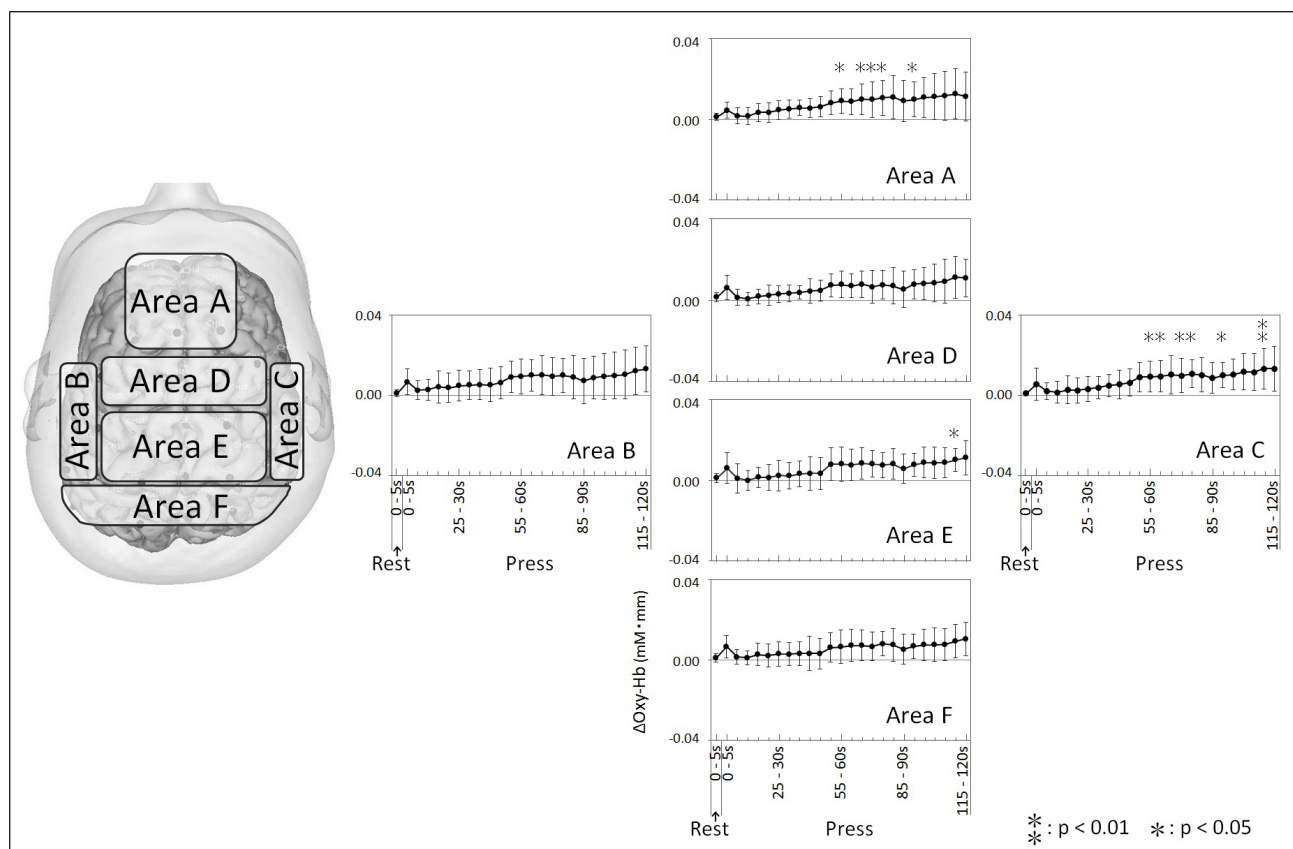 Area A
Area B
Area D
Area C
Area E
Area F
0.04
0.00
-0.04
Area A
0.04
0.00
-0.04
Area D
0.04
0.00
-0.04
Area B
0 - 5s
0 - 5s
25 - 30s
55 - 60s
85 - 90s
115 - 120s
Rest
Press
0.04
0.00
-0.04
Area E
0.04
0.00
-0.04
Area C
0 - 5s
0 - 5s
25 - 30s
55 - 60s
85 - 90s
115 - 120s
Rest
Press
ΔOxy-Hb (mM・mm)
0.04
0.00
-0.04
Area F
0 - 5s
0 - 5s
25 - 30s
55 - 60s
85 - 90s
115 - 120s
Rest
Press
** : p < 0.01 * : p < 0.05